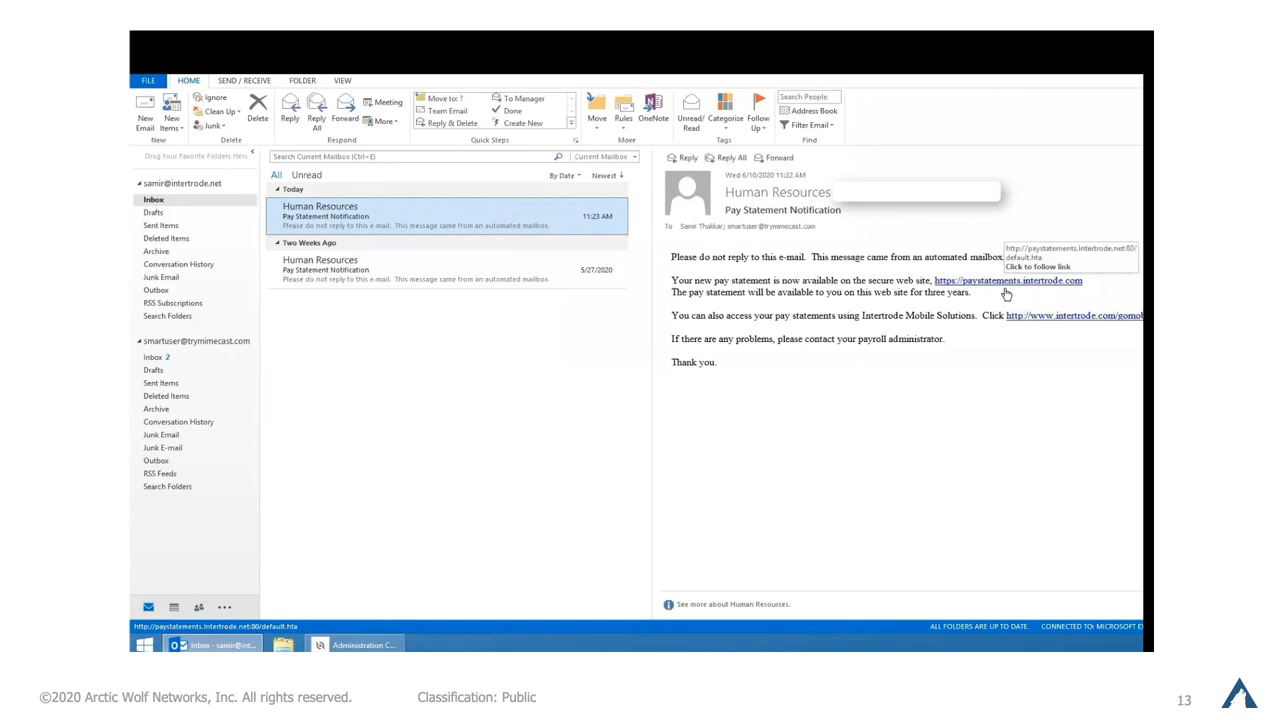 FILE HOME SEND / RECEIVE FOLDER VIEW
New Email
New Items
New
Ignore
Clean Up
Junk
Delete
Delete
Reply
Reply All
Forward
Meeting
More
Respond
Move to: ?
Team Email
Reply & Delete
To Manager
Done
Create New
Quick Steps
Move
Rules
OneNote
Move
Unread/ Read
Categorize
Follow Up
Tags
Search People
Address Book
Filter Email
Find
Drag Your Favorite Folders Here
samir@intertrode.net
Inbox
Drafts
Sent Items
Deleted Items
Archive
Conversation History
Junk Email
Outbox
RSS Subscriptions
Search Folders
smartuser@trymimecast.com
Inbox 2
Drafts
Sent Items
Deleted Items
Archive
Conversation History
Junk Email
Junk E-mail
Outbox
RSS Feeds
Search Folders
Search Current Mailbox (Ctrl+E) Current Mailbox
All Unread By Date Newest
Today
Human Resources
Pay Statement Notification 11:23 AM
Please do not reply to this e-mail. This message came from an automated mailbox.
Two Weeks Ago
Human Resources
Pay Statement Notification 5/27/2020
Please do not reply to this e-mail. This message came from an automated mailbox.
Reply Reply All Forward
Wed 6/10/2020 11:22 AM
Human Resources
Pay Statement Notification
To Samir Thakkar; smartuser@trymimecast.com
http://paystatements.Intertrode.net:80/
default.hta
Click to follow link
Please do not reply to this e-mail. This message came from an automated mailbox
Your new pay statement is now available on the secure web site, https://paystatements.intertrode.com
The pay statement will be available to you on this web site for three years.
You can also access your pay statements using Intertrode Mobile Solutions. Click http://www.intertrode.com/gomob
If there are any problems, please contact your payroll administrator.
Thank you.
See more about Human Resources.
http://paystatements.Intertrode.net:80/default.hta ALL FOLDERS ARE UP TO DATE. CONNECTED TO: MICROSOFT E
Inbox - samir@int... Administration C...
©2020 Arctic Wolf Networks, Inc. All rights reserved. Classification: Public 13